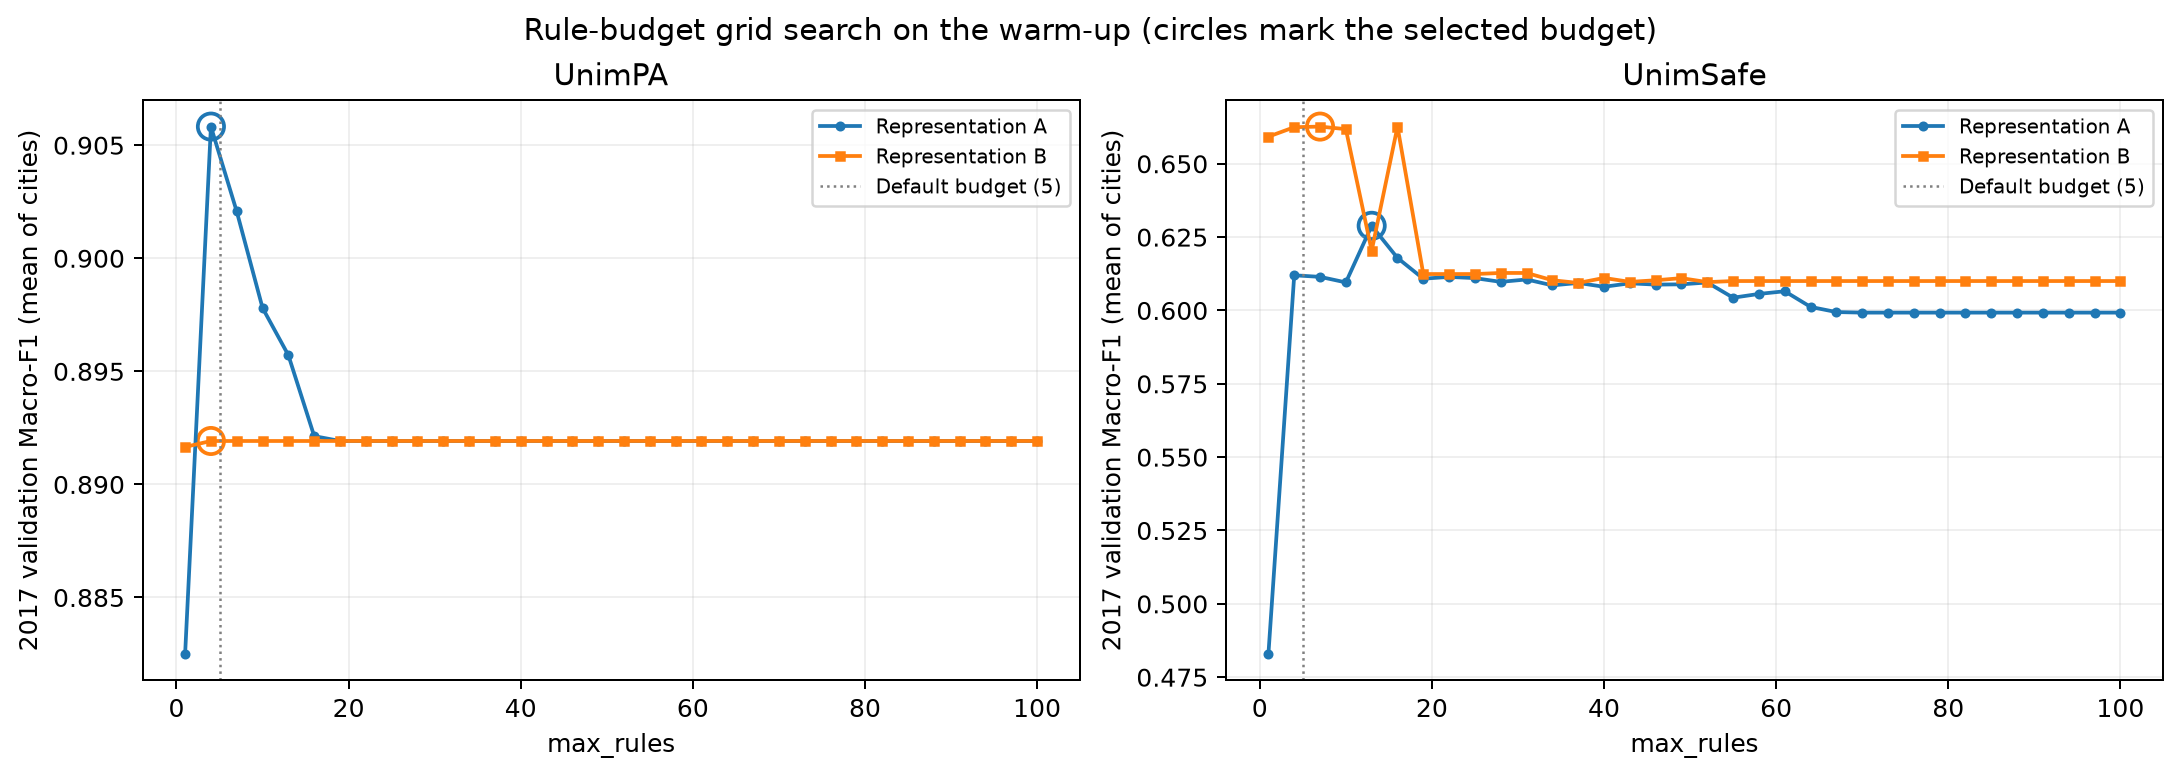 Rule-budget grid search on the warm-up (circles mark the selected budget)
UnimPA
2017 validation Macro-F1 (mean of cities)
0.905
0.900
0.895
0.890
0.885
0
20
40
60
80
100
max_rules
Representation A
Representation B
Default budget (5)
UnimSafe
2017 validation Macro-F1 (mean of cities)
0.650
0.625
0.600
0.575
0.550
0.525
0.500
0.475
0
20
40
60
80
100
max_rules
Representation A
Representation B
Default budget (5)